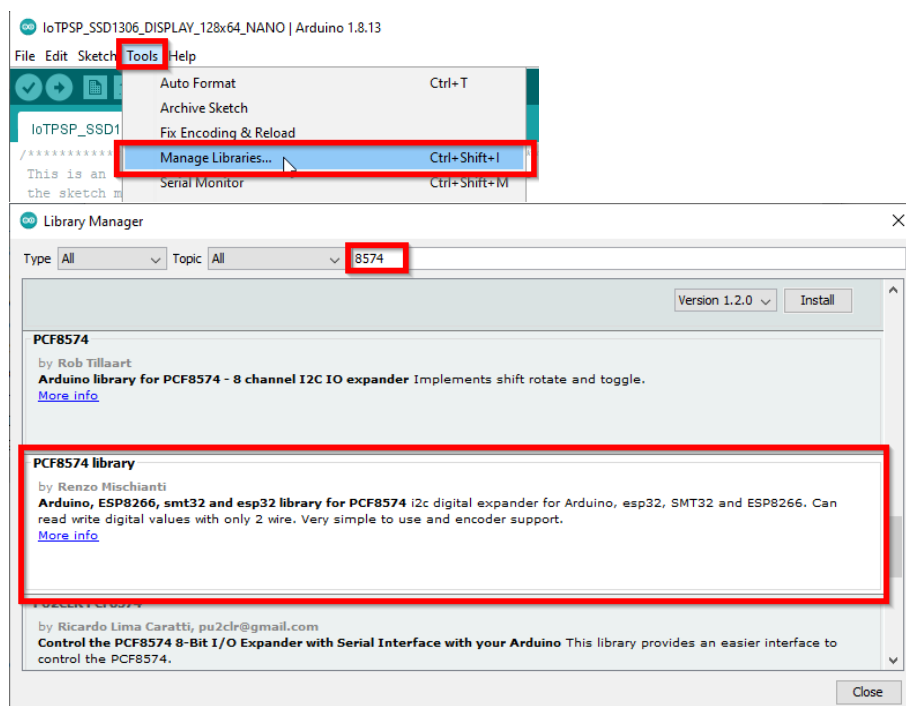 IoTPSP_SSD1306_DISPLAY_128x64_NANO | Arduino 1.8.13
File Edit Sketch Tools Help
Auto Format Ctrl+T
Archive Sketch
IoTPSP_SSD1
Fix Encoding & Reload
/***********
Manage Libraries... Ctrl+Shift+I
This is an
Serial Monitor Ctrl+Shift+M
the sketch m
Library Manager
Type All Topic All 8574
Version 1.2.0 Install
PCF8574
by Rob Tillaart
Arduino library for PCF8574 - 8 channel I2C IO expander Implements shift rotate and toggle.
More info
PCF8574 library
by Renzo Mischianti
Arduino, ESP8266, smt32 and esp32 library for PCF8574 i2c digital expander for Arduino, esp32, SMT32 and ESP8266. Can
read write digital values with only 2 wire. Very simple to use and encoder support.
More info
PU2CLR PCF8574
by Ricardo Lima Caratti, pu2clr@gmail.com
Control the PCF8574 8-Bit I/O Expander with Serial Interface with your Arduino This library provides an easier interface to
control the PCF8574.
Close